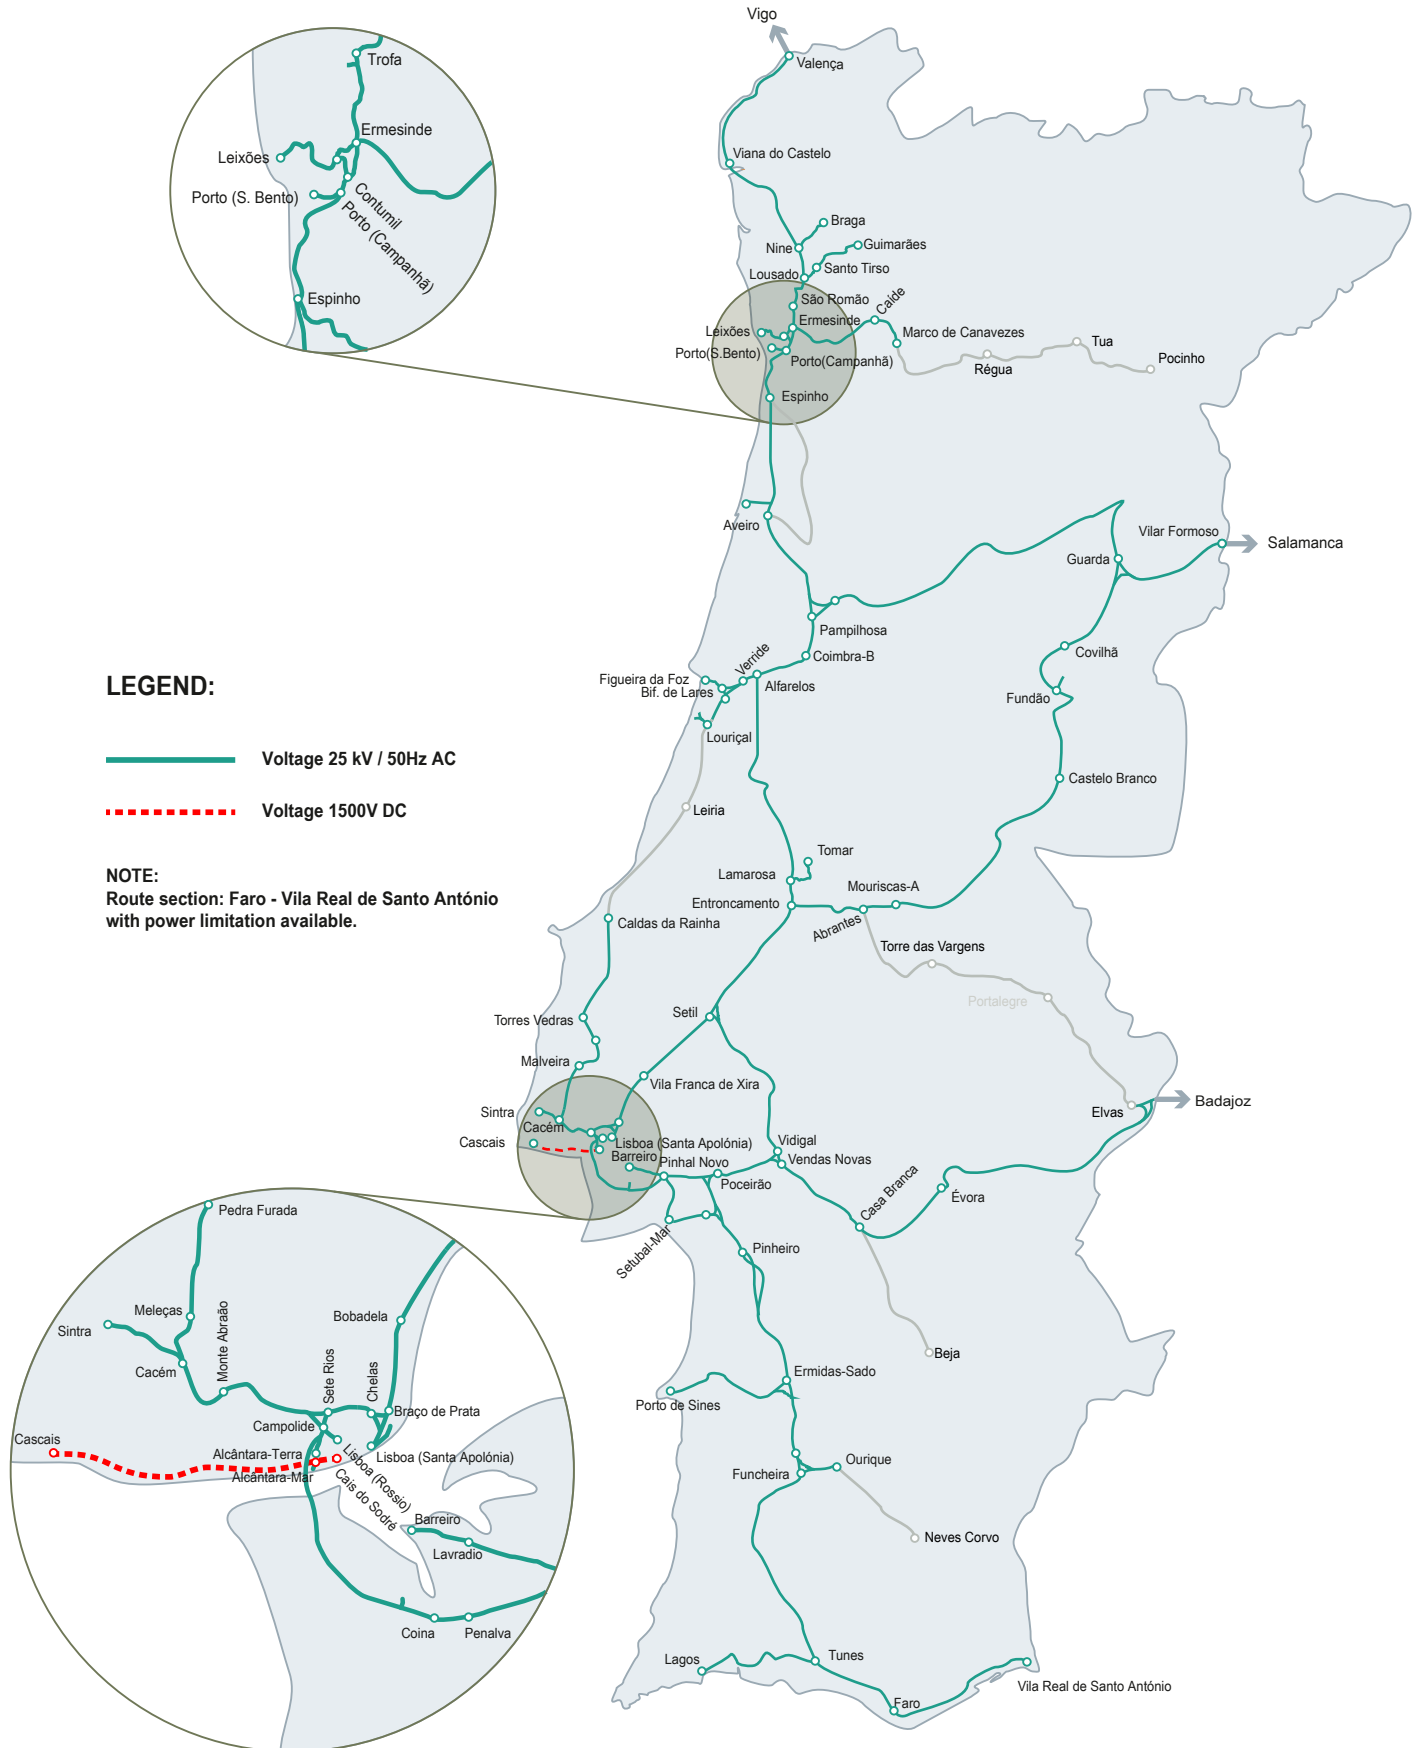 Vigo
Valença
Trofa
Ermesinde
Leixões
Porto (S. Bento)
Contumil
Porto (Campanhã)
Espinho
Viana do Castelo
Braga
Nine
Guimarães
Lousado
Santo Tirso
São Romão
Caíde
Leixões
Ermesinde
Marco de Canavezes
Porto(S.Bento)
Porto(Campanhã)
Régua
Tua
Pocinho
Espinho
Aveiro
Vilar Formoso
Salamanca
Guarda
Pampilhosa
Coimbra-B
Covilhã
Verride
Figueira da Foz
Bif. de Lares
Alfarelos
Fundão
Louriçal
LEGEND:
Voltage 25 kV / 50Hz AC
Voltage 1500V DC
NOTE:
Route section: Faro - Vila Real de Santo António
with power limitation available.
Castelo Branco
Leiria
Tomar
Lamarosa
Mouriscas-A
Entroncamento
Abrantes
Caldas da Rainha
Torre das Vargens
Portalegre
Setil
Torres Vedras
Malveira
Vila Franca de Xira
Elvas
Badajoz
Sintra
Cacém
Cascais
Lisboa (Santa Apolónia)
Barreiro
Pinhal Novo
Vidigal
Vendas Novas
Poceirão
Casa Branca
Évora
Setubal-Mar
Pinheiro
Pedra Furada
Meleças
Sintra
Monte Abraão
Bobadela
Cacém
Sete Rios
Chelas
Braço de Prata
Campolide
Cascais
Alcântara-Terra
Lisboa (Santa Apolónia)
Alcântara-Mar
Lisboa (Rossio)
Cais do Sodré
Barreiro
Lavradio
Coina
Penalva
Beja
Ermidas-Sado
Porto de Sines
Ourique
Funcheira
Neves Corvo
Lagos
Tunes
Faro
Vila Real de Santo António